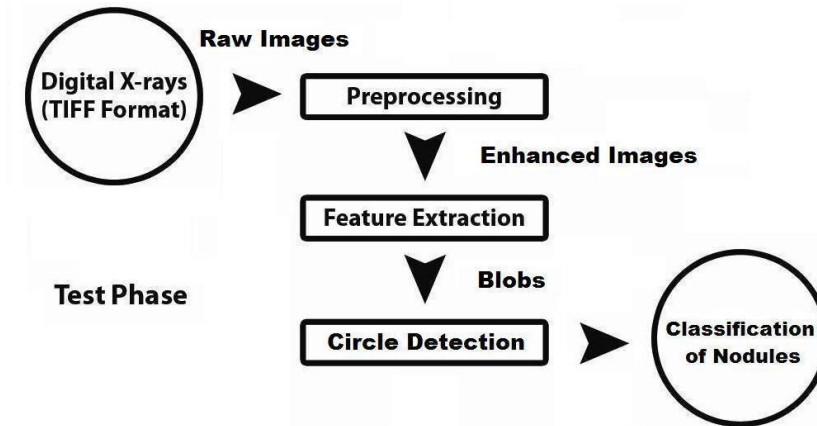 Raw Images
Digital X-rays
(TIFF Format)
Preprocessing
Enhanced Images
Feature Extraction
Blobs
Test Phase
Circle Detection
Classification
of Nodules